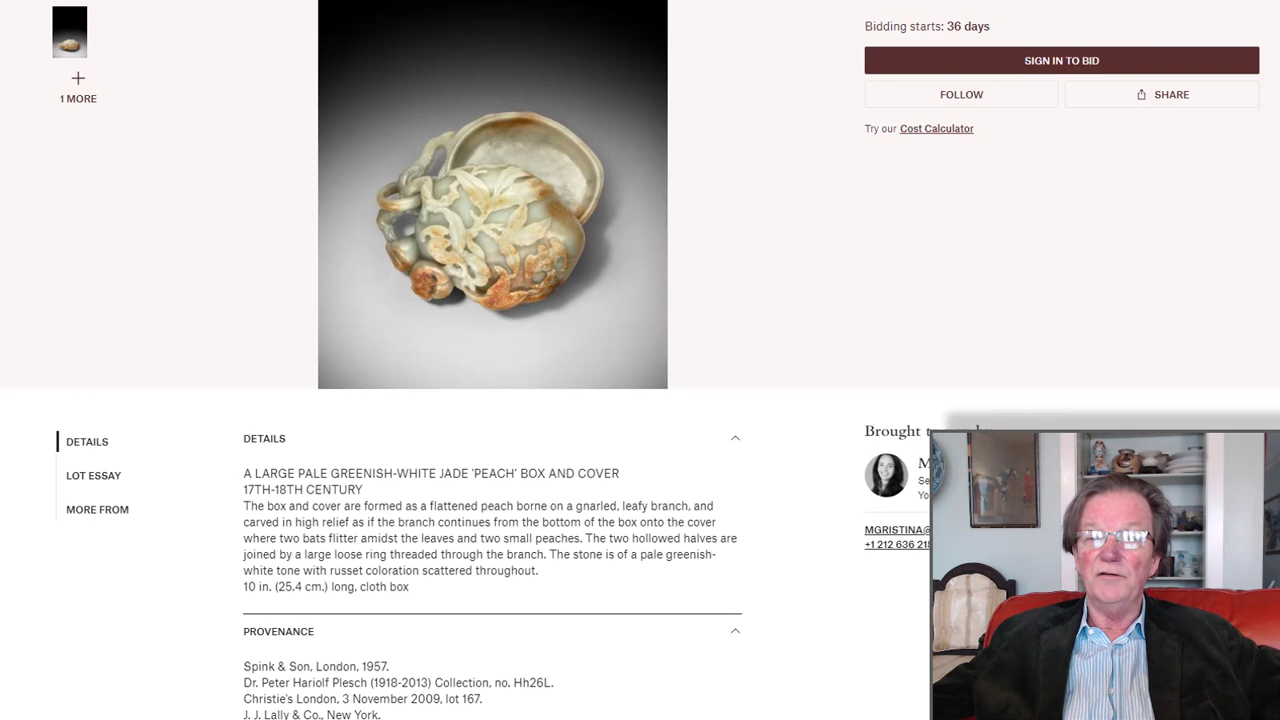 Bidding starts: 36 days
SIGN IN TO BID
1 MORE
FOLLOW
SHARE
Try our Cost Calculator
DETAILS
LOT ESSAY
MORE FROM
DETAILS
A LARGE PALE GREENISH-WHITE JADE 'PEACH' BOX AND COVER
17TH-18TH CENTURY
The box and cover are formed as a flattened peach borne on a gnarled, leafy branch, and
carved in high relief as if the branch continues from the bottom of the box onto the cover
where two bats flitter amidst the leaves and two small peaches. The two hollowed halves are
joined by a large loose ring threaded through the branch. The stone is of a pale greenish-
white tone with russet coloration scattered throughout.
10 in. (25.4 cm.) long, cloth box
PROVENANCE
Spink & Son, London, 1957.
Dr. Peter Hariolf Plesch (1918-2013) Collection, no. Hh26L.
Christie's London, 3 November 2009, lot 167.
J. J. Lally & Co., New York.
Brought
MGRISTINA@
+1 212 636 218